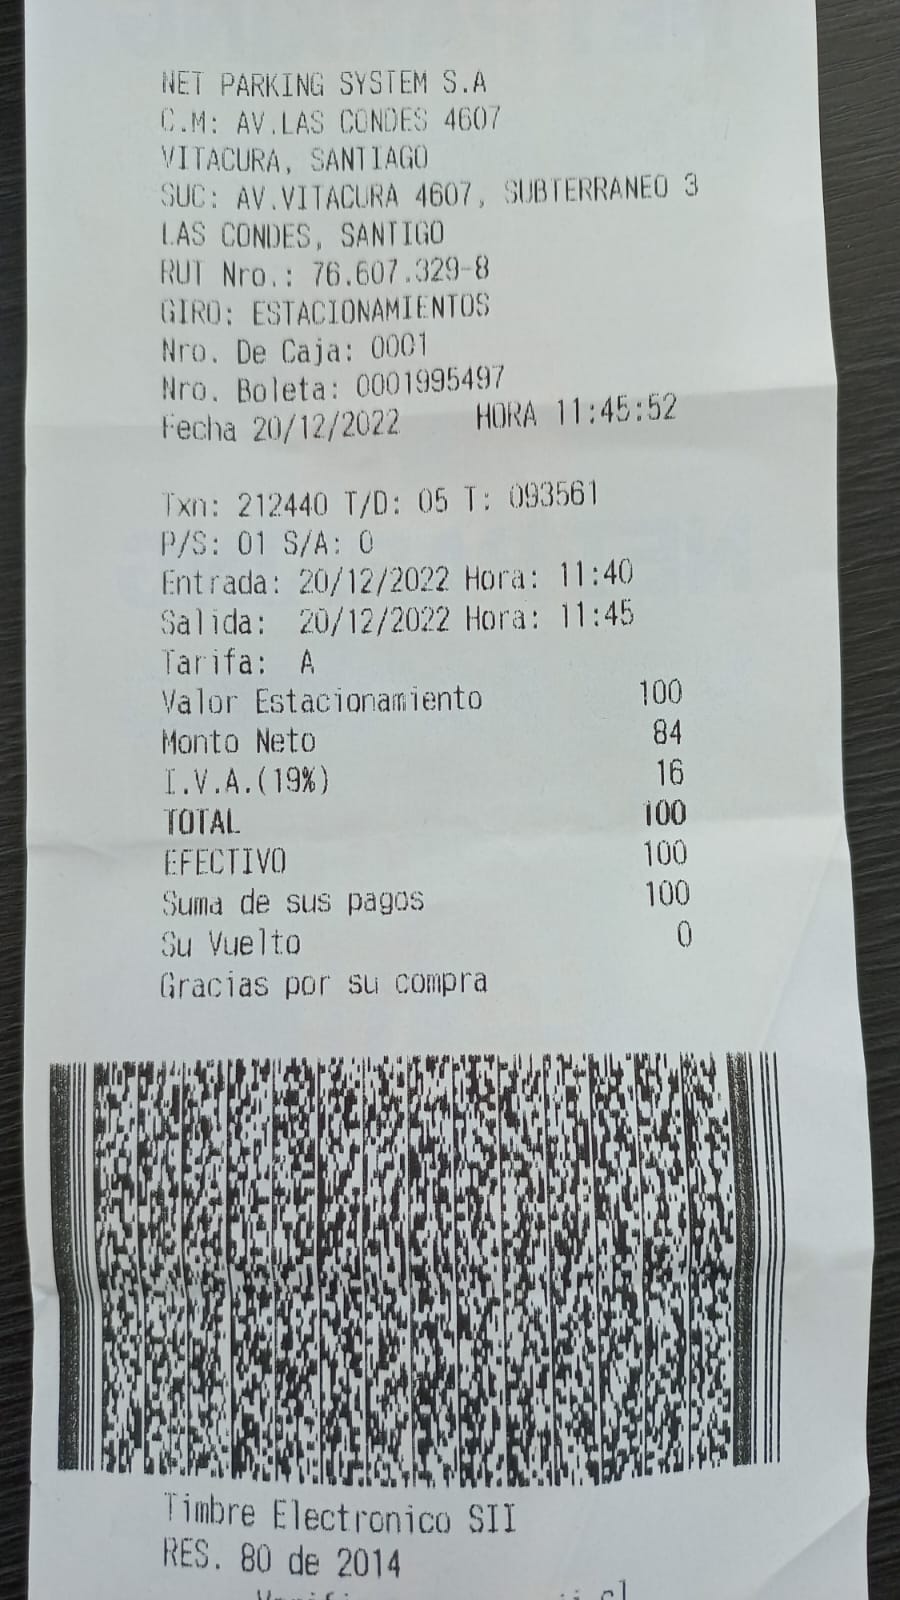 NET PARKING SYSTEM S.A
C.M: AV.LAS CONDES 4607
VITACURA, SANTIAGO
SUC: AV.VITACURA 4607, SUBTERRANEO 3
LAS CONDES, SANTIGO
RUT Nro.: 76.607.329-8
GIRO: ESTACIONAMIENTOS
Nro. De Caja: 0001
Nro. Boleta: 0001995497
Fecha 20/12/2022 HORA 11:45:52
Txn: 212440 T/D: 05 T: 093561
P/S: 01 S/A: 0
Entrada: 20/12/2022 Hora: 11:40
Salida: 20/12/2022 Hora: 11:45
Tarifa: A
Valor Estacionamiento 100
Monto Neto 84
I.V.A.(19%) 16
TOTAL 100
EFECTIVO 100
Suma de sus pagos 100
Su Vuelto 0
Gracias por su compra
Timbre Electronico SII
RES. 80 de 2014